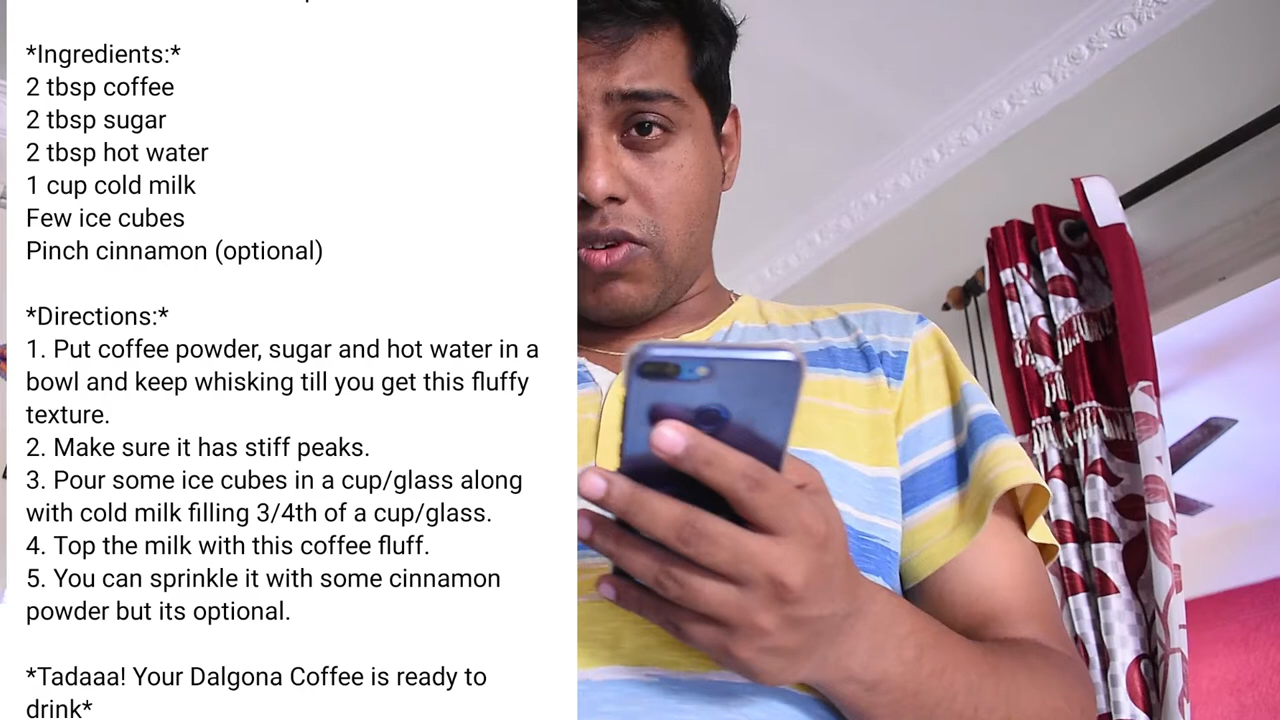 *Ingredients:*
2 tbsp coffee
2 tbsp sugar
2 tbsp hot water
1 cup cold milk
Few ice cubes
Pinch cinnamon (optional)
*Directions:*
1. Put coffee powder, sugar and hot water in a
bowl and keep whisking till you get this fluffy
texture.
2. Make sure it has stiff peaks.
3. Pour some ice cubes in a cup/glass along
with cold milk filling 3/4th of a cup/glass.
4. Top the milk with this coffee fluff.
5. You can sprinkle it with some cinnamon
powder but its optional.
*Tadaaa! Your Dalgona Coffee is ready to
drink*